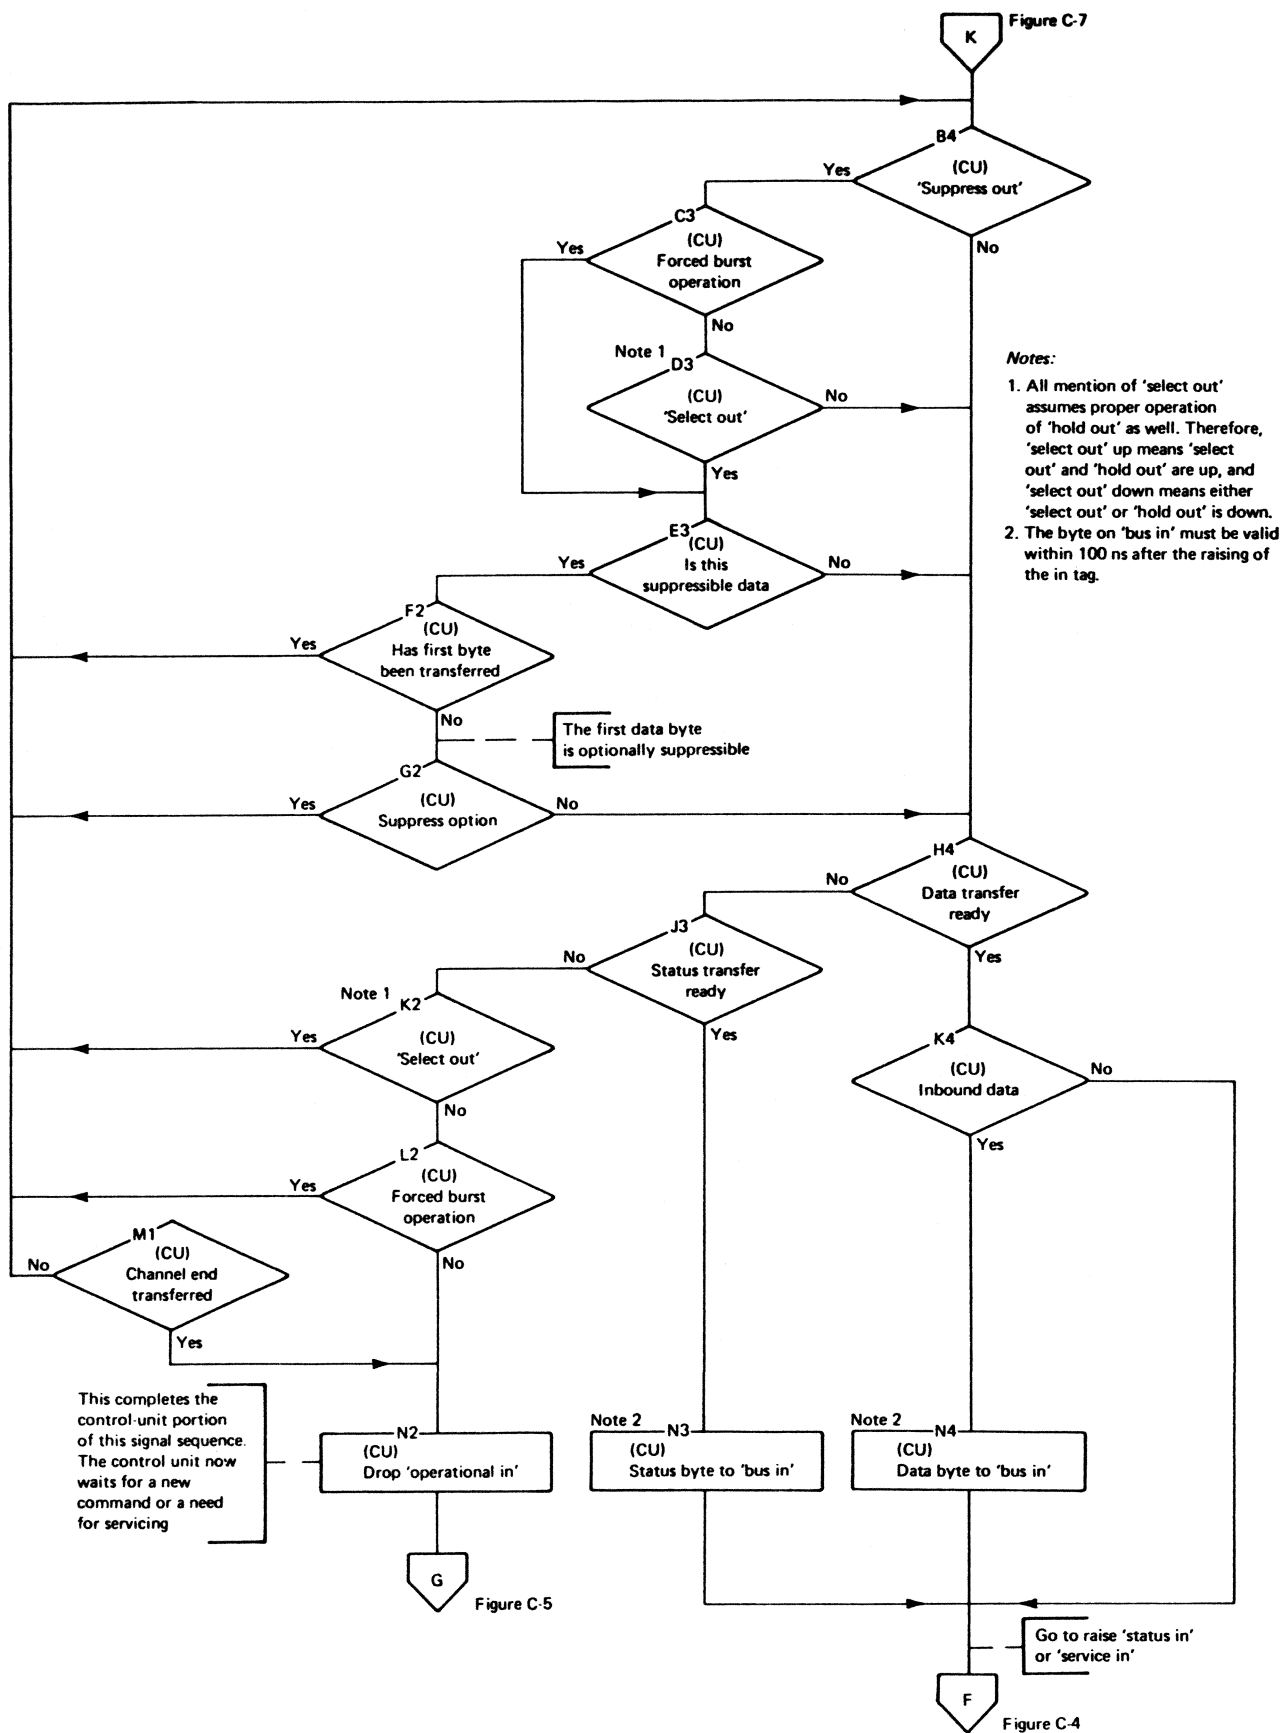 Figure C-7
K
B4
(CU)
'Suppress out'
Yes
No
C3
(CU)
Forced burst
operation
Yes
No
Note 1
D3
(CU)
'Select out'
No
Yes
Notes:
1. All mention of 'select out'
assumes proper operation
of 'hold out' as well. Therefore,
'select out' up means 'select
out' and 'hold out' are up, and
'select out' down means either
'select out' or 'hold out' is down.
2. The byte on 'bus in' must be valid
within 100 ns after the raising of
the in tag.
E3
(CU)
Is this
suppressible data
Yes
No
F2
(CU)
Has first byte
been transferred
Yes
No
The first data byte
is optionally suppressible
G2
(CU)
Suppress option
Yes
No
H4
(CU)
Data transfer
ready
No
Yes
J3
(CU)
Status transfer
ready
No
Yes
Note 1
K2
(CU)
'Select out'
Yes
No
K4
(CU)
Inbound data
No
Yes
L2
(CU)
Forced burst
operation
Yes
No
M1
(CU)
Channel end
transferred
No
Yes
This completes the
control-unit portion
of this signal sequence.
The control unit now
waits for a new
command or a need
for servicing
N2
(CU)
Drop 'operational in'
Note 2
N3
(CU)
Status byte to 'bus in'
Note 2
N4
(CU)
Data byte to 'bus in'
G
Figure C-5
Go to raise 'status in'
or 'service in'
F
Figure C-4